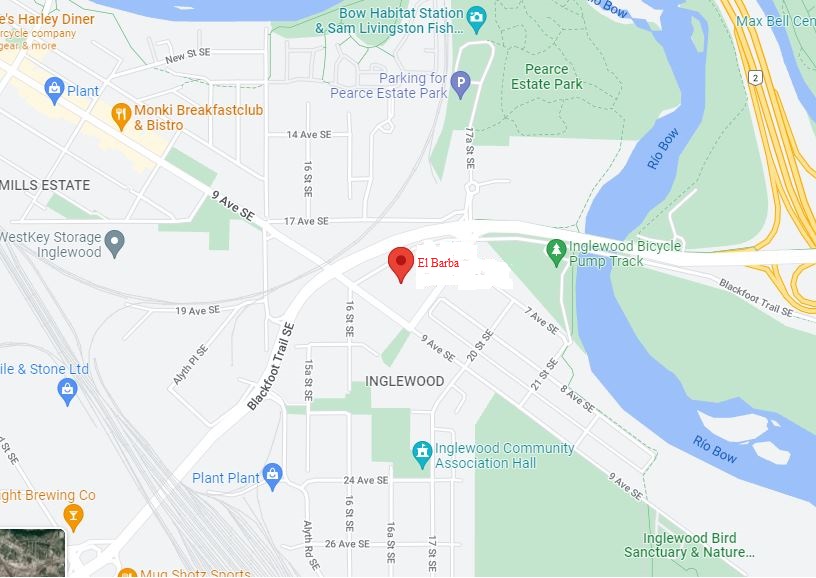 e's Harley Diner
rcycle company
gear & more
Bow Habitat Station
& Sam Livingston Fish...
Río Bow
Max Bell Cen
New St SE
Plant
Parking for
Pearce Estate Park
P
Pearce
Estate Park
2
Monki Breakfastclub
& Bistro
14 Ave SE
17a St SE
Río Bow
16 St SE
MILLS ESTATE
9 Ave SE
17 Ave SE
WestKey Storage
Inglewood
El Barba
Inglewood Bicycle
Pump Track
Blackfoot Trail SE
19 Ave SE
16 St SE
7 Ave SE
Blackfoot Trail SE
9 Ave SE
20 St SE
Alyth Pl SE
15a St SE
ile & Stone Ltd
INGLEWOOD
21 St SE
8 Ave SE
Río Bow
Inglewood Community
Association Hall
d St SE
Plant Plant
24 Ave SE
9 Ave SE
ight Brewing Co
Alyth Rd SE
16 St SE
16a St SE
17 St SE
26 Ave SE
Inglewood Bird
Sanctuary & Nature...
Mug Shotz Sports